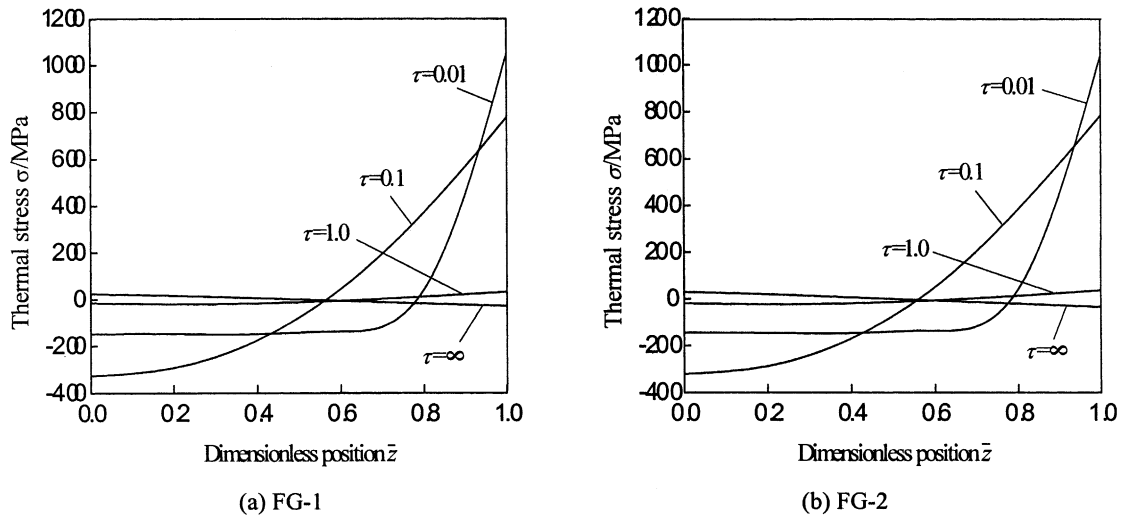 1200
1000
800
600
400
200
0
-200
-400
Thermal stress σ/MPa
τ=0.01
τ=0.1
τ=1.0
τ=∞
0.0 0.2 0.4 0.6 0.8 1.0
Dimensionless position z̄
(a) FG-1
1200
1000
800
600
400
200
0
-200
-400
Thermal stress σ/MPa
τ=0.01
τ=0.1
τ=1.0
τ=∞
0.0 0.2 0.4 0.6 0.8 1.0
Dimensionless position z̄
(b) FG-2